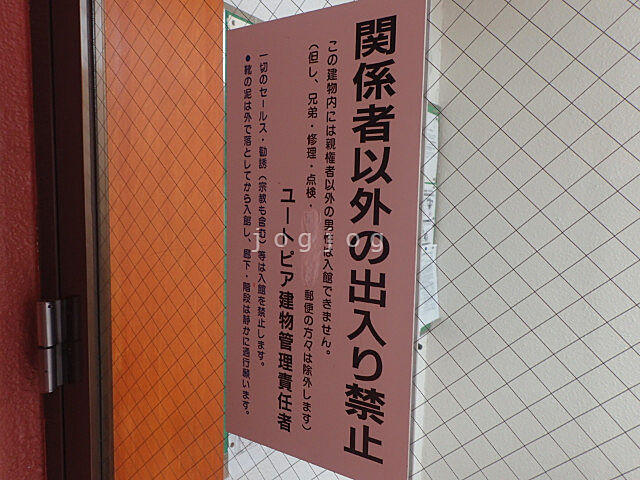 関係者以外の出入り禁止
この建物内には親権者以外の男性は入館できません。
(但し、兄弟・修理・点検・ 郵便の方々は除外します)
ユートピア建物管理責任者
一切のセールス・勧誘(宗教も含む)等は入館を禁止します。
●靴の泥は外で落としてから入館し、廊下・階段は静かに通行願います。
jogjog